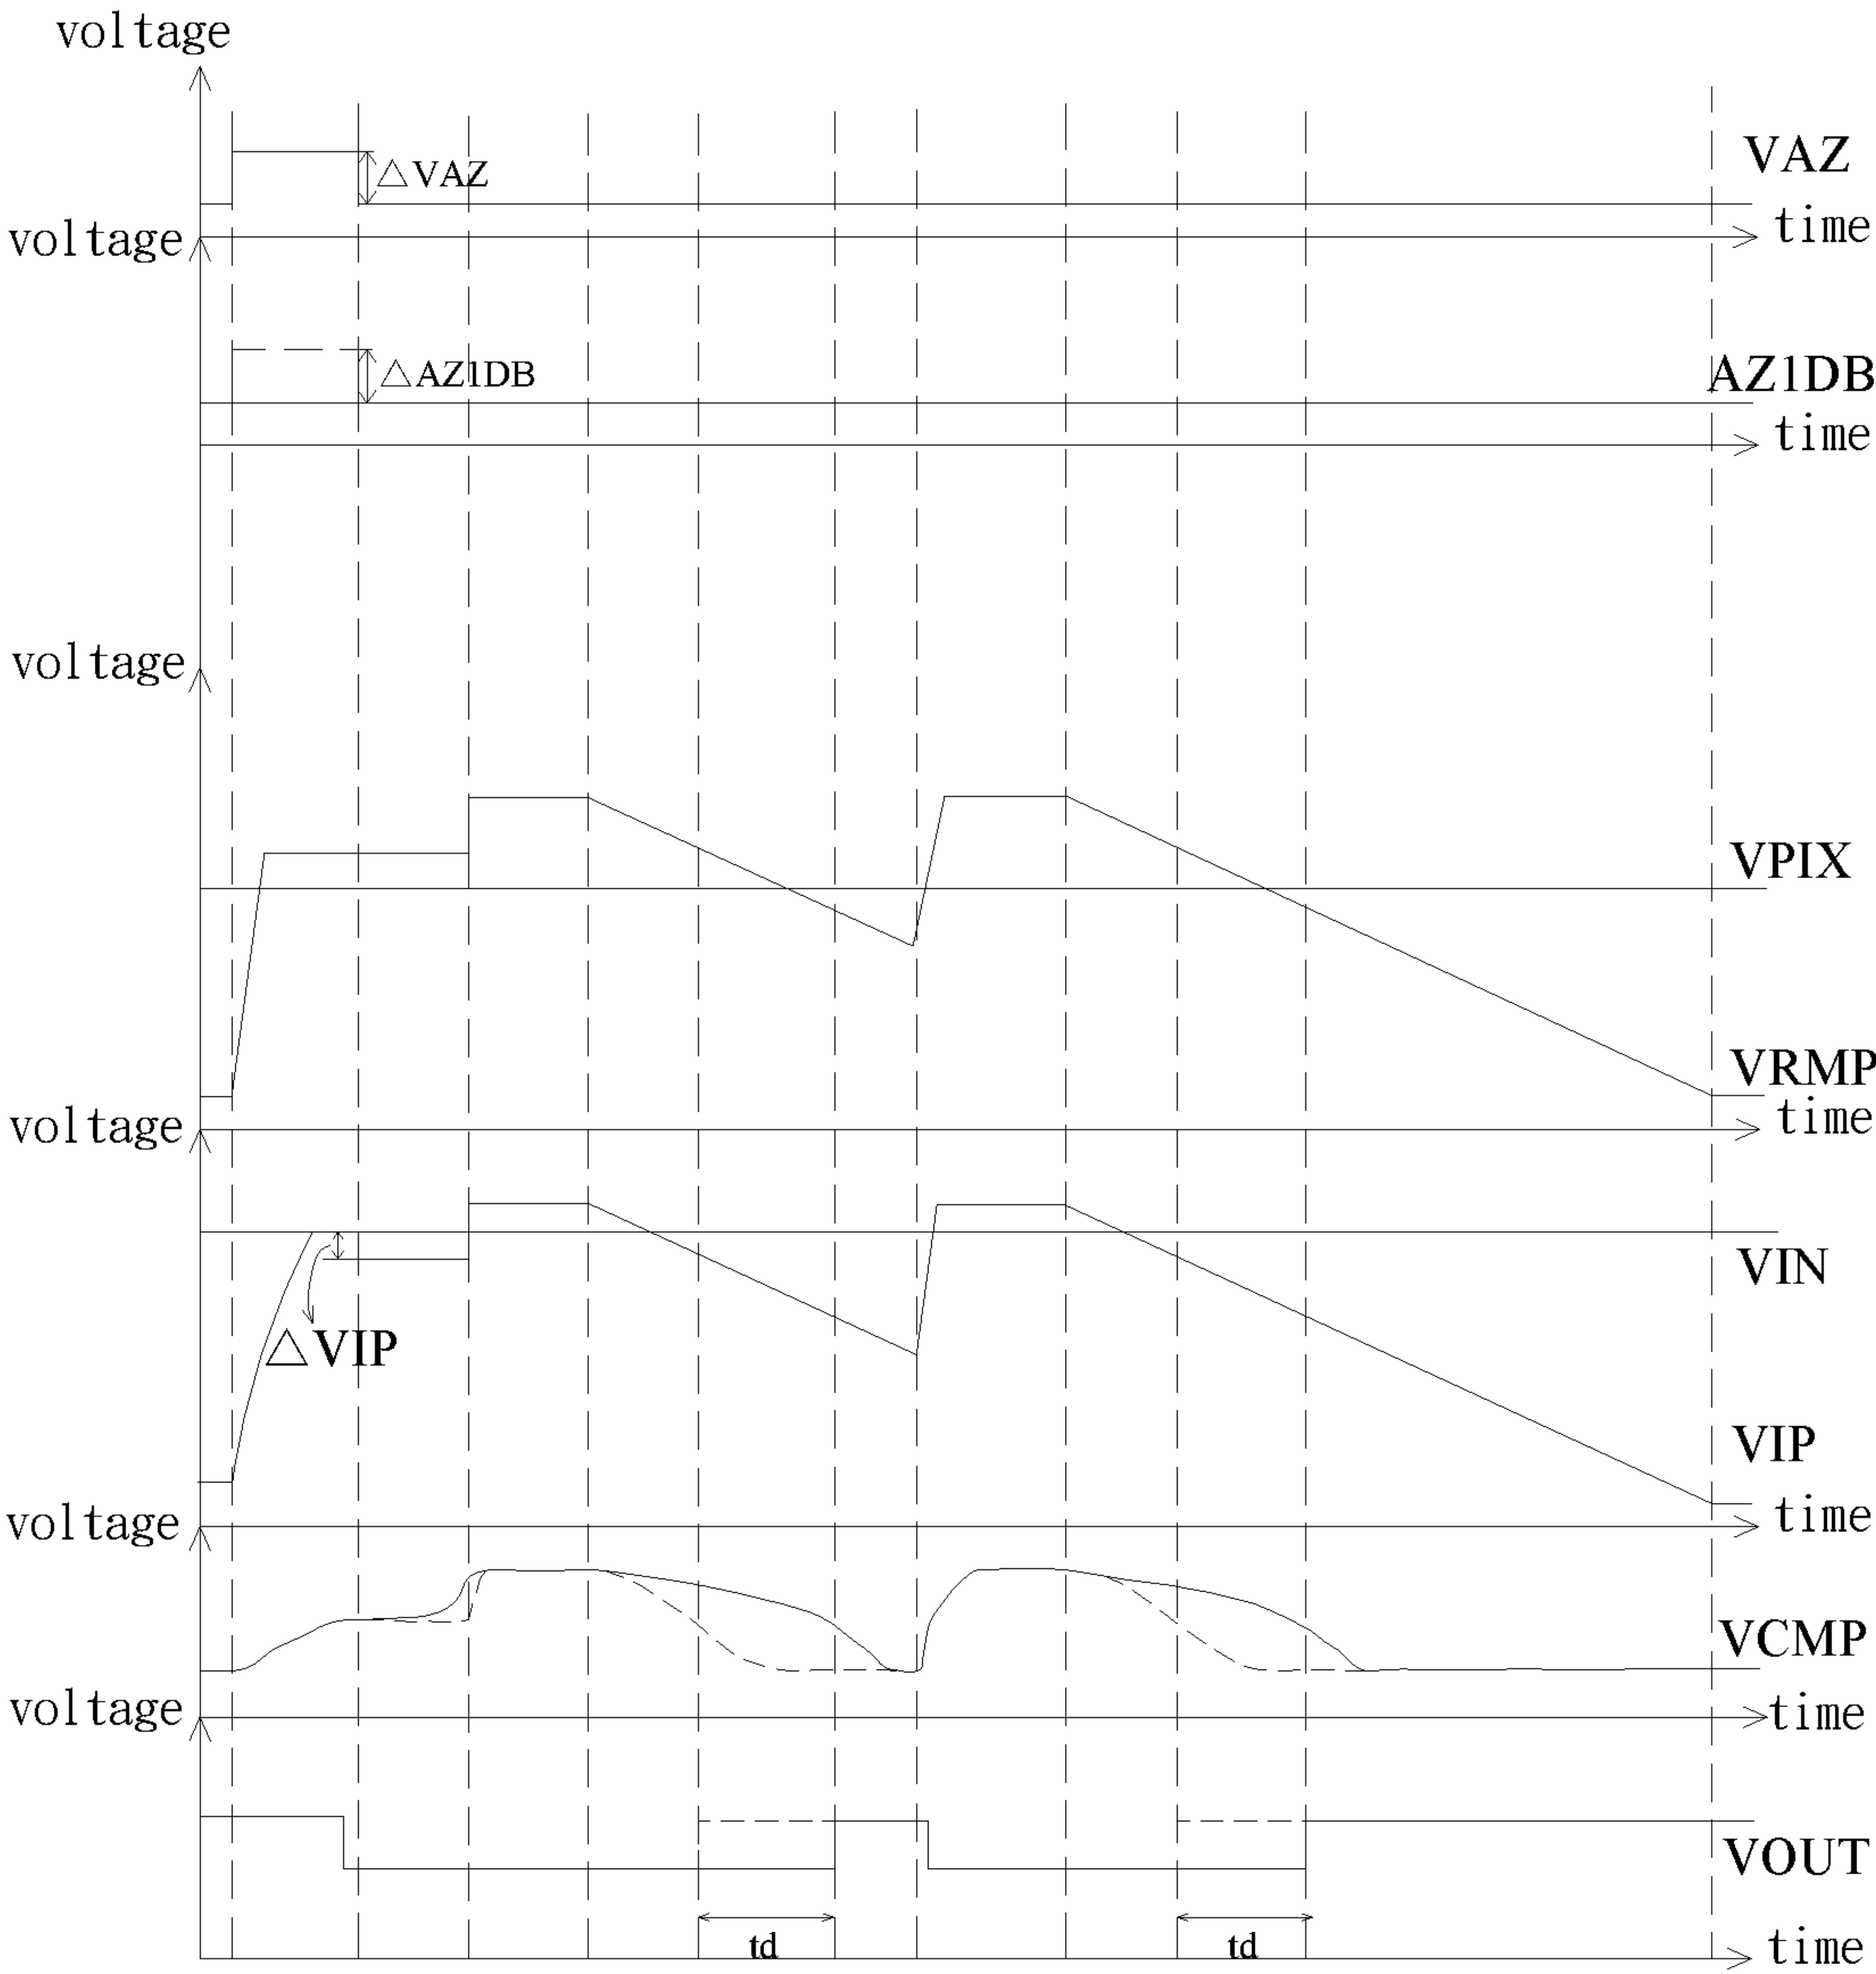 voltage
VAZ
△VAZ
time
voltage
AZ1DB
△AZ1DB
time
voltage
VPIX
VRMP
time
voltage
VIN
△VIP
VIP
time
voltage
VCMP
time
voltage
VOUT
td
td
time